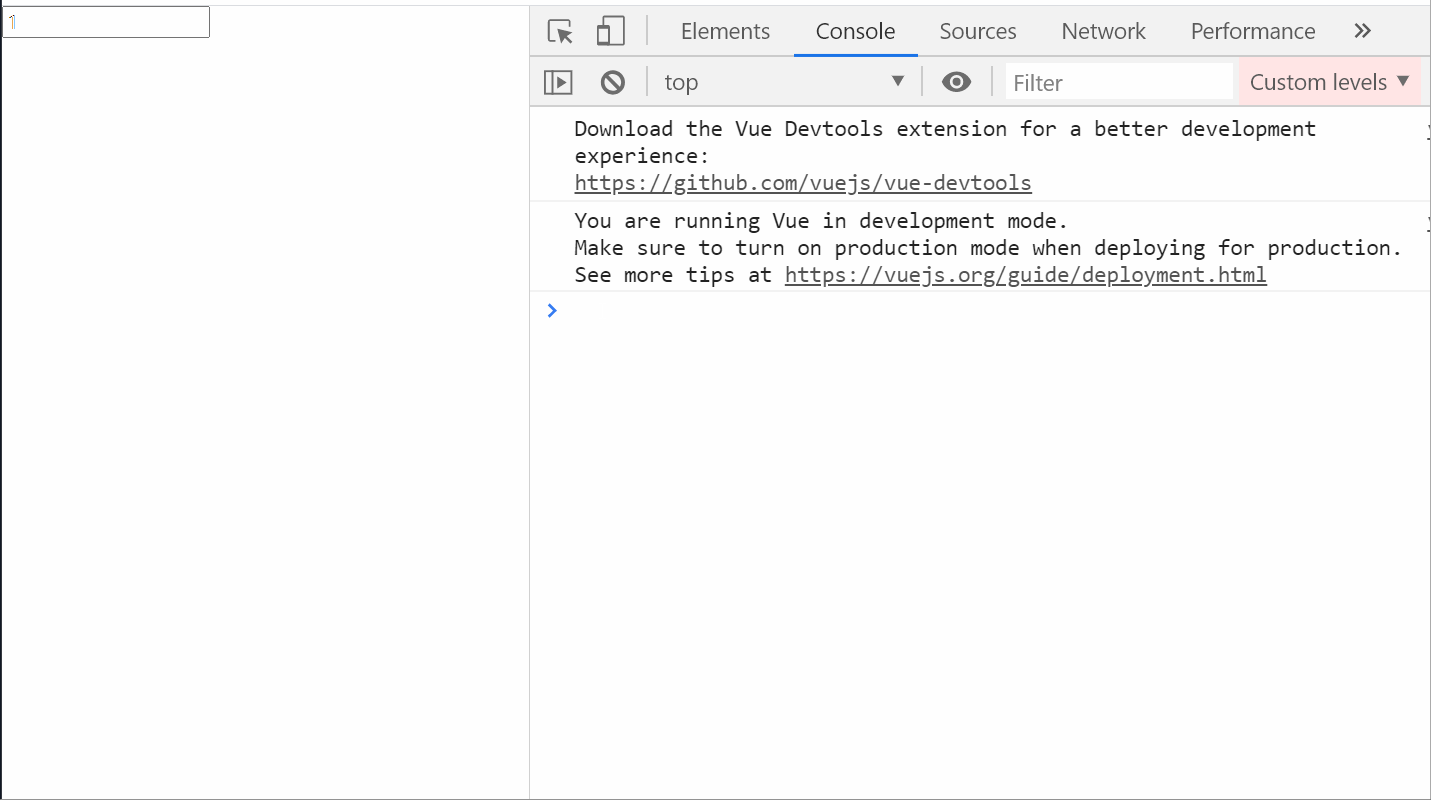 1
Elements Console Sources Network Performance
top Filter Custom levels
Download the Vue Devtools extension for a better development
experience:
https://github.com/vuejs/vue-devtools
You are running Vue in development mode.
Make sure to turn on production mode when deploying for production.
See more tips at https://vuejs.org/guide/deployment.html